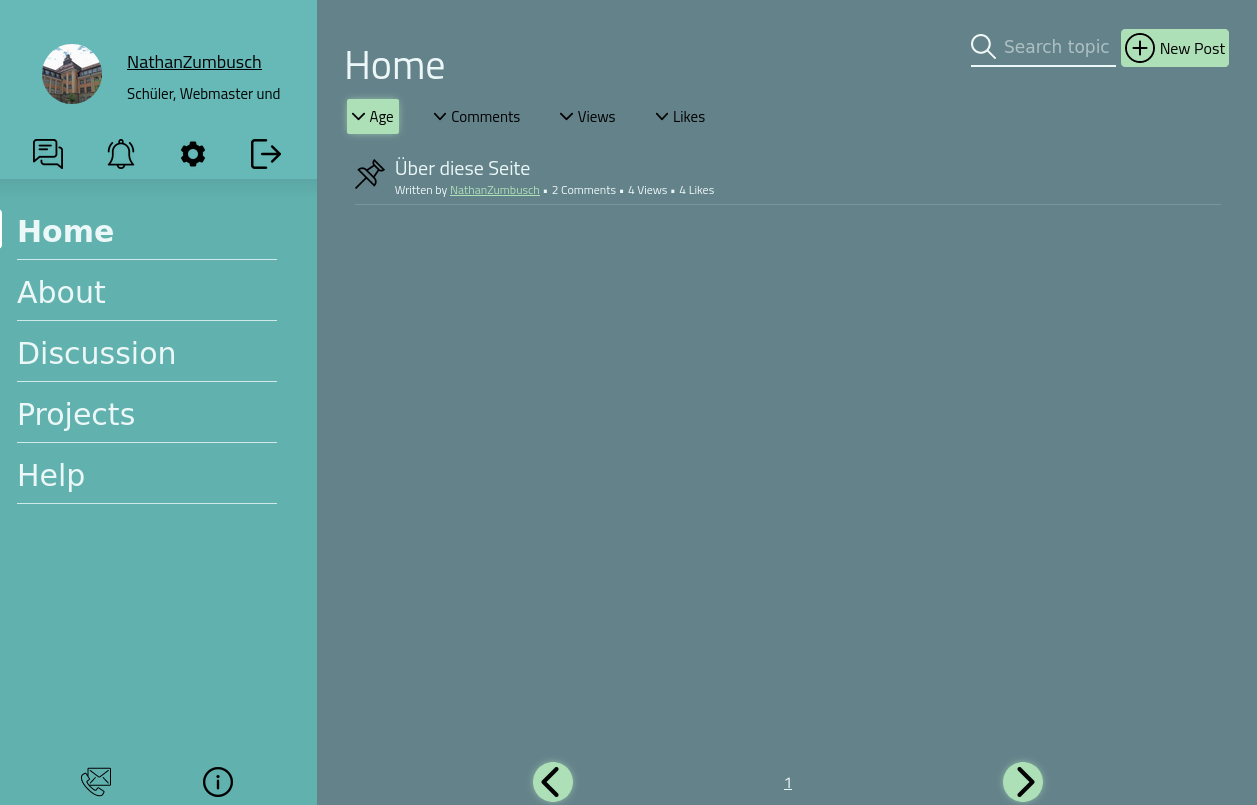 NathanZumbusch
Schüler, Webmaster und
Home
About
Discussion
Projects
Help
Home
Search topic
New Post
Age
Comments
Views
Likes
Über diese Seite
Written by NathanZumbusch • 2 Comments • 4 Views • 4 Likes
1